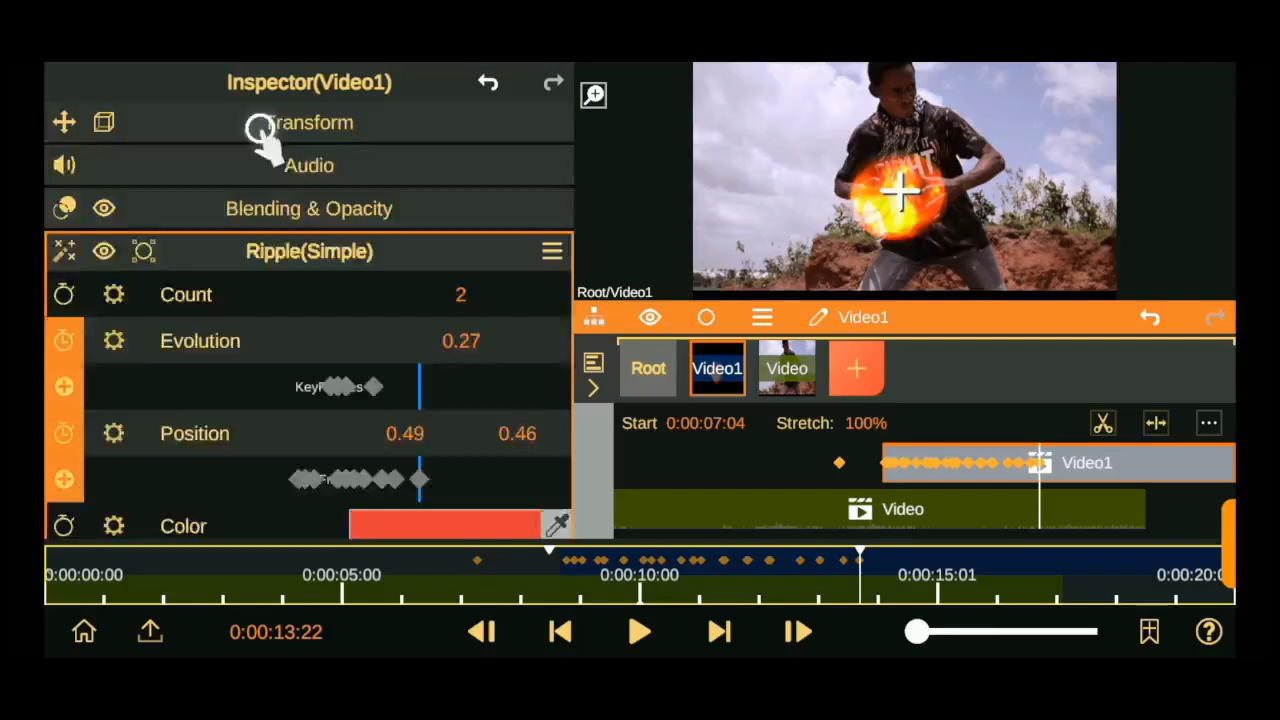 Inspector(Video1)
Transform
Audio
Blending & Opacity
Ripple(Simple)
Count 2
Evolution 0.27
Position 0.49 0.46
Color
Root/Video1
Video1
Root Video1 Video
Start 0:00:07:04 Stretch: 100%
Video1
Video
0:00:00:00 0:00:05:00 0:00:10:00 0:00:15:01 0:00:20:0
0:00:13:22